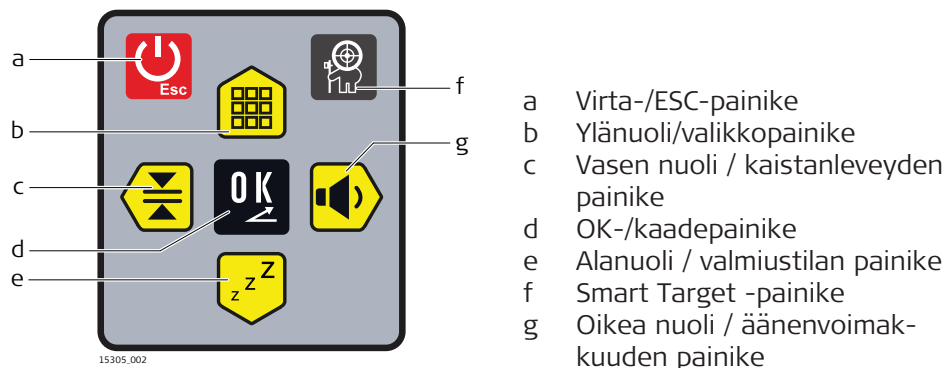 a
b
c
d
e
f
g
Esc
OK
z z Z
15305_002
a Virta-/ESC-painike
b Ylänuoli/valikkopainike
c Vasen nuoli / kaistanleveyden
painike
d OK-/kaadepainike
e Alanuoli / valmiustilan painike
f Smart Target -painike
g Oikea nuoli / äänenvoimak-
kuuden painike